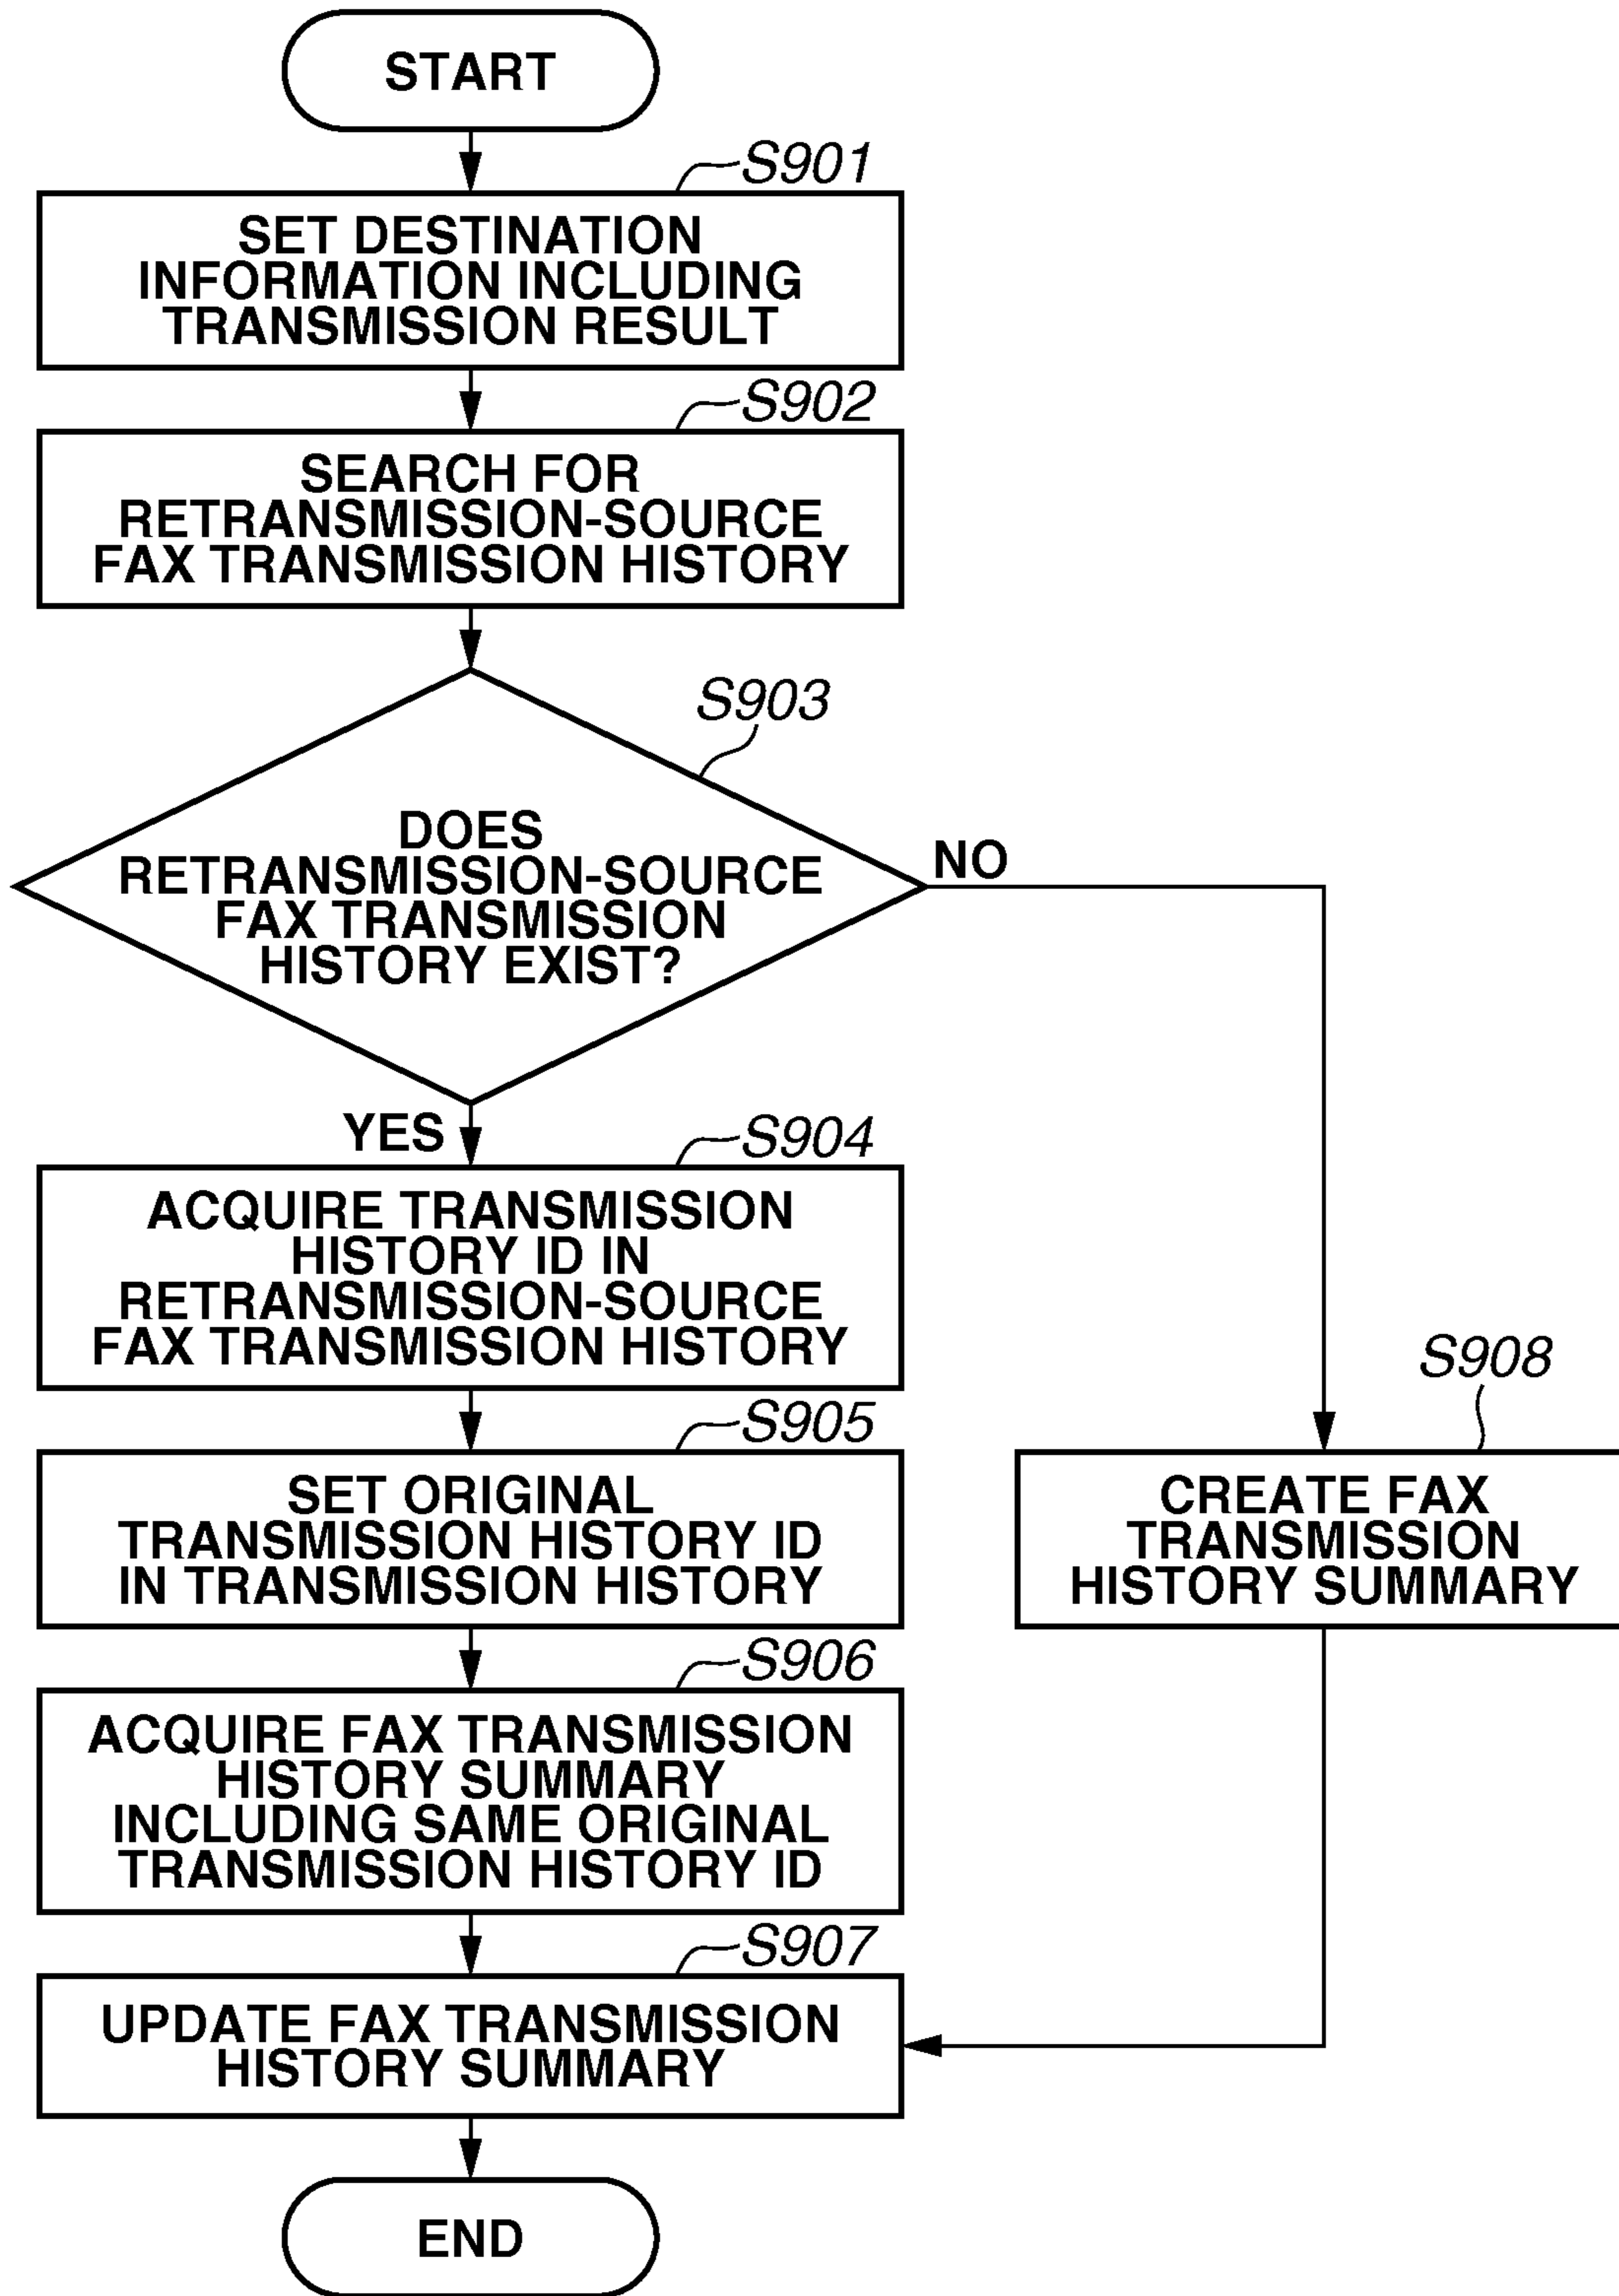 START
S901
SET DESTINATION
INFORMATION INCLUDING
TRANSMISSION RESULT
S902
SEARCH FOR
RETRANSMISSION-SOURCE
FAX TRANSMISSION HISTORY
S903
DOES
RETRANSMISSION-SOURCE
FAX TRANSMISSION
HISTORY EXIST?
NO
YES
S904
ACQUIRE TRANSMISSION
HISTORY ID IN
RETRANSMISSION-SOURCE
FAX TRANSMISSION HISTORY
S905
SET ORIGINAL
TRANSMISSION HISTORY ID
IN TRANSMISSION HISTORY
S908
CREATE FAX
TRANSMISSION
HISTORY SUMMARY
S906
ACQUIRE FAX TRANSMISSION
HISTORY SUMMARY
INCLUDING SAME ORIGINAL
TRANSMISSION HISTORY ID
S907
UPDATE FAX TRANSMISSION
HISTORY SUMMARY
END